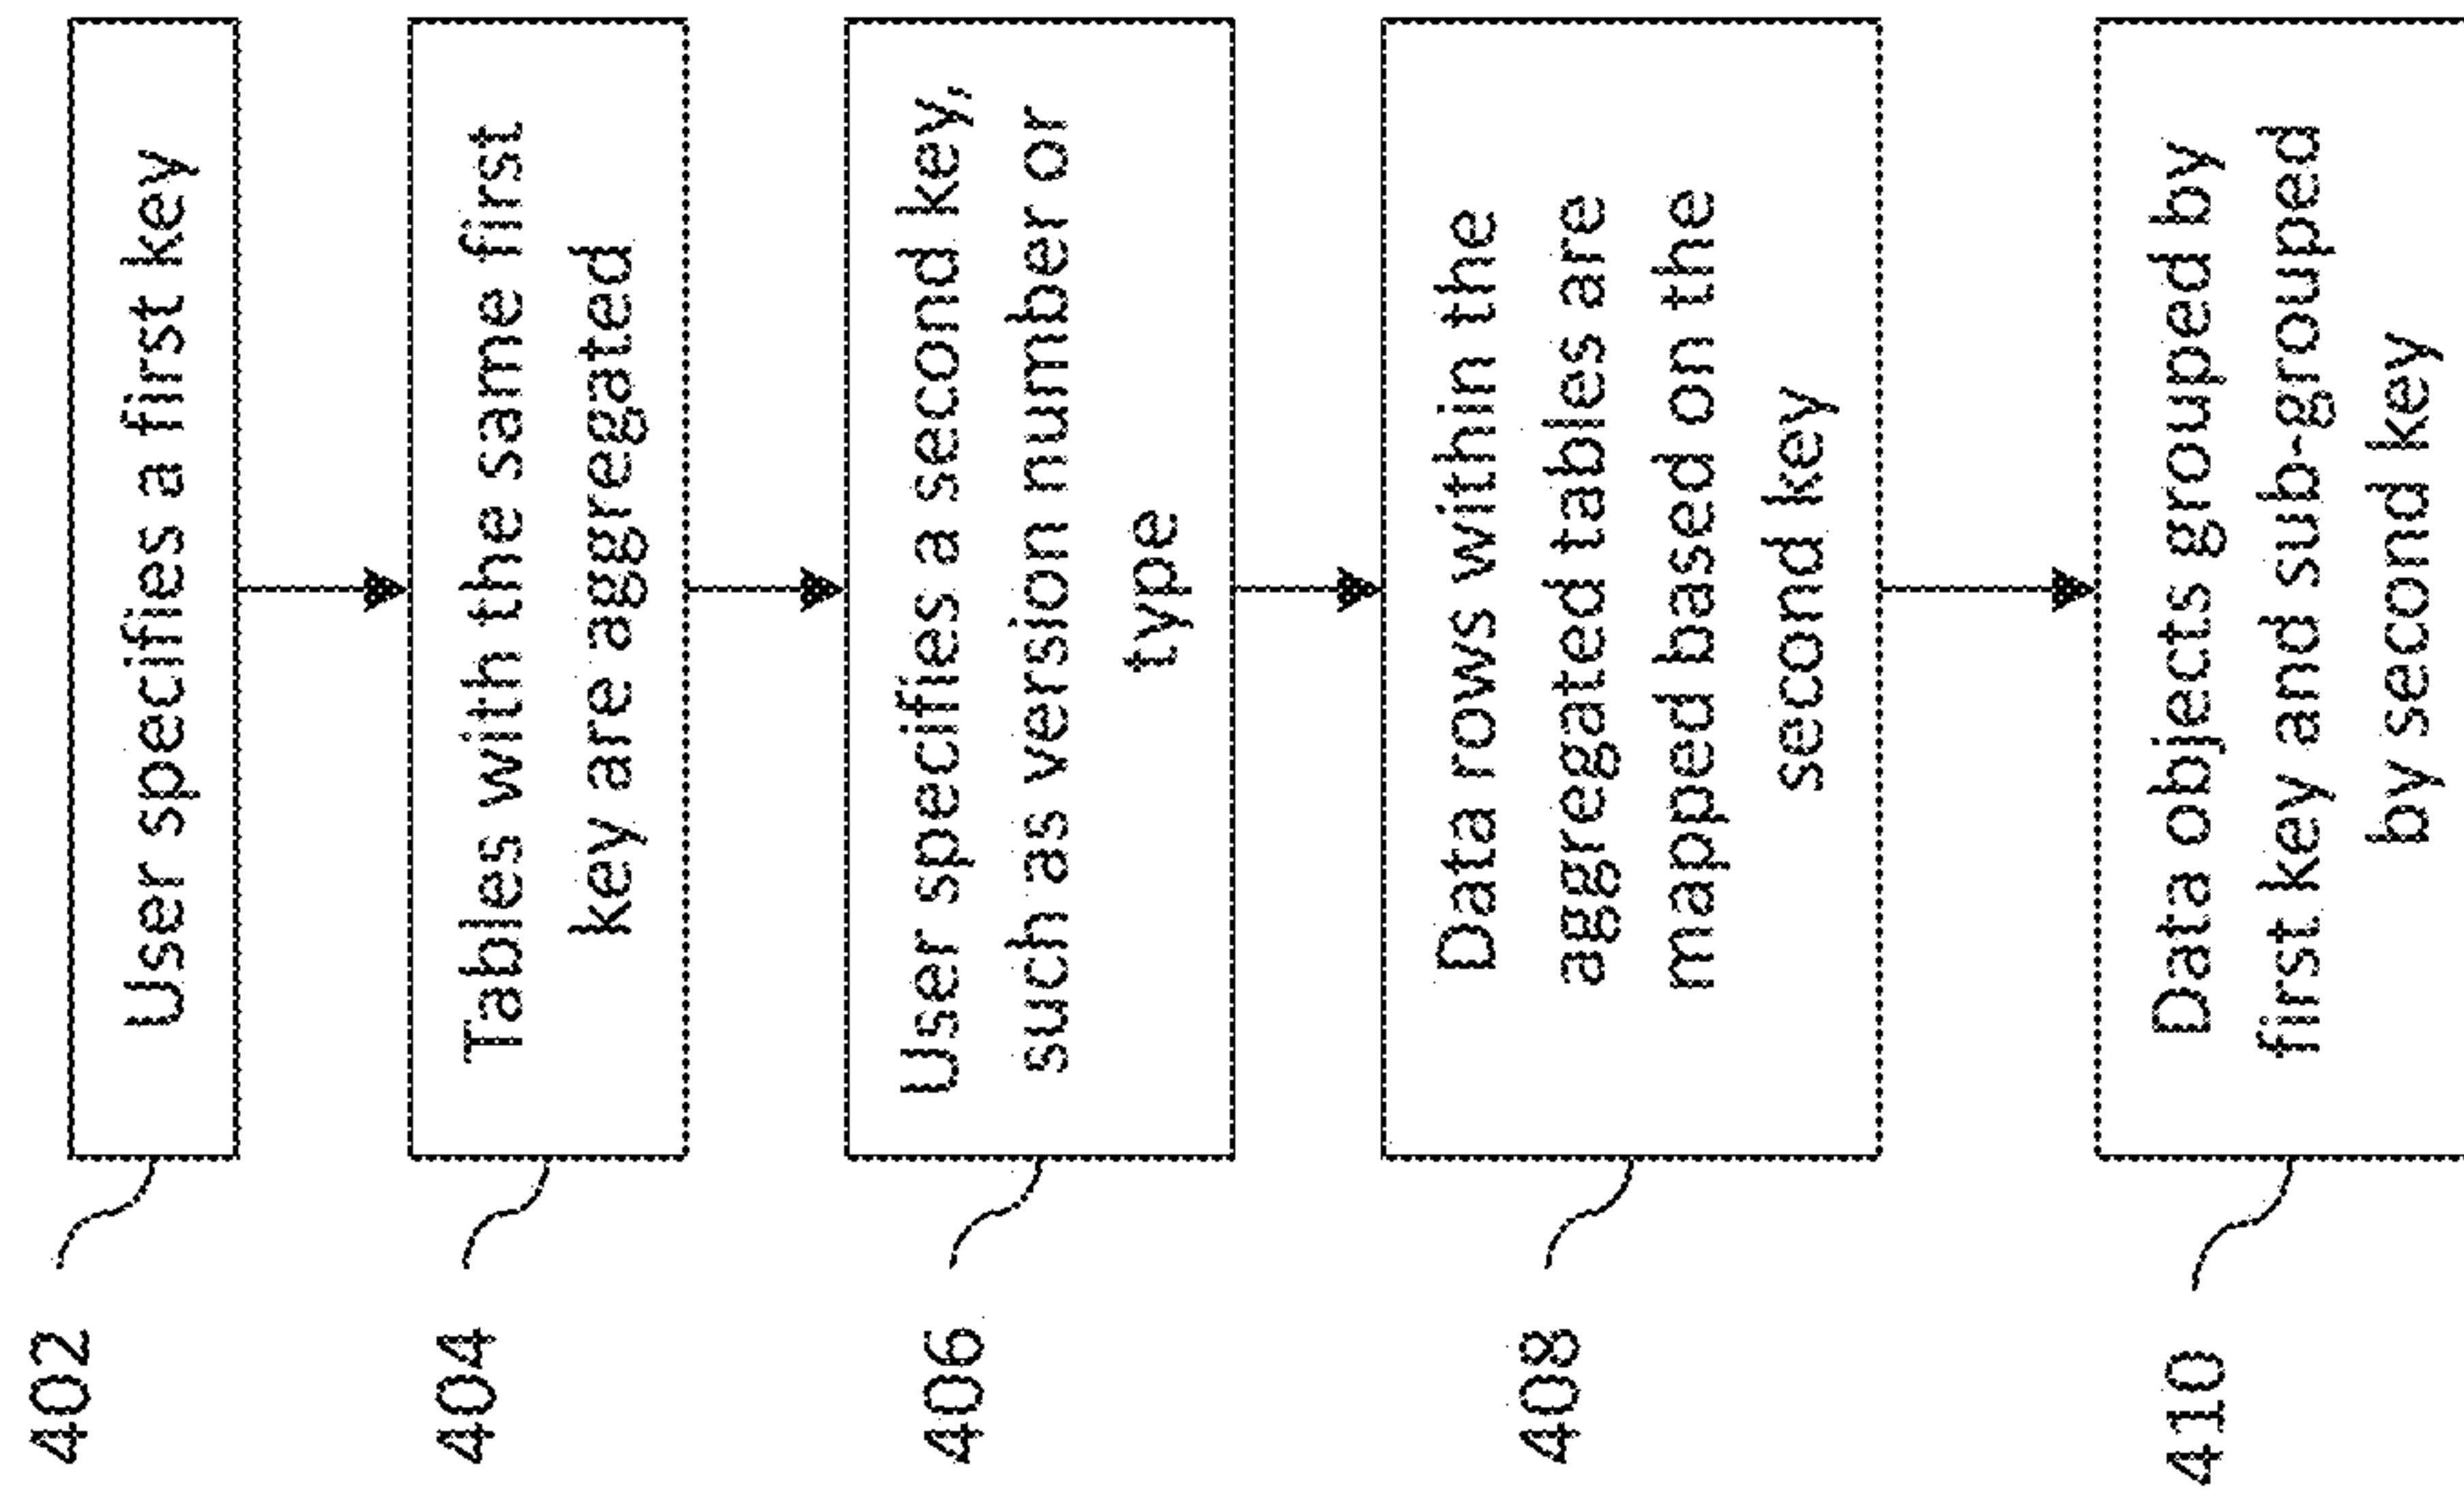 402
User specifies a first key
404
Tables with the same first
key are aggregated
406
User specifies a second key,
such as version number or
type
408
Data rows within the
aggregated tables are
mapped based on the
second key
410
Data objects grouped by
first key and sub-grouped
by second key